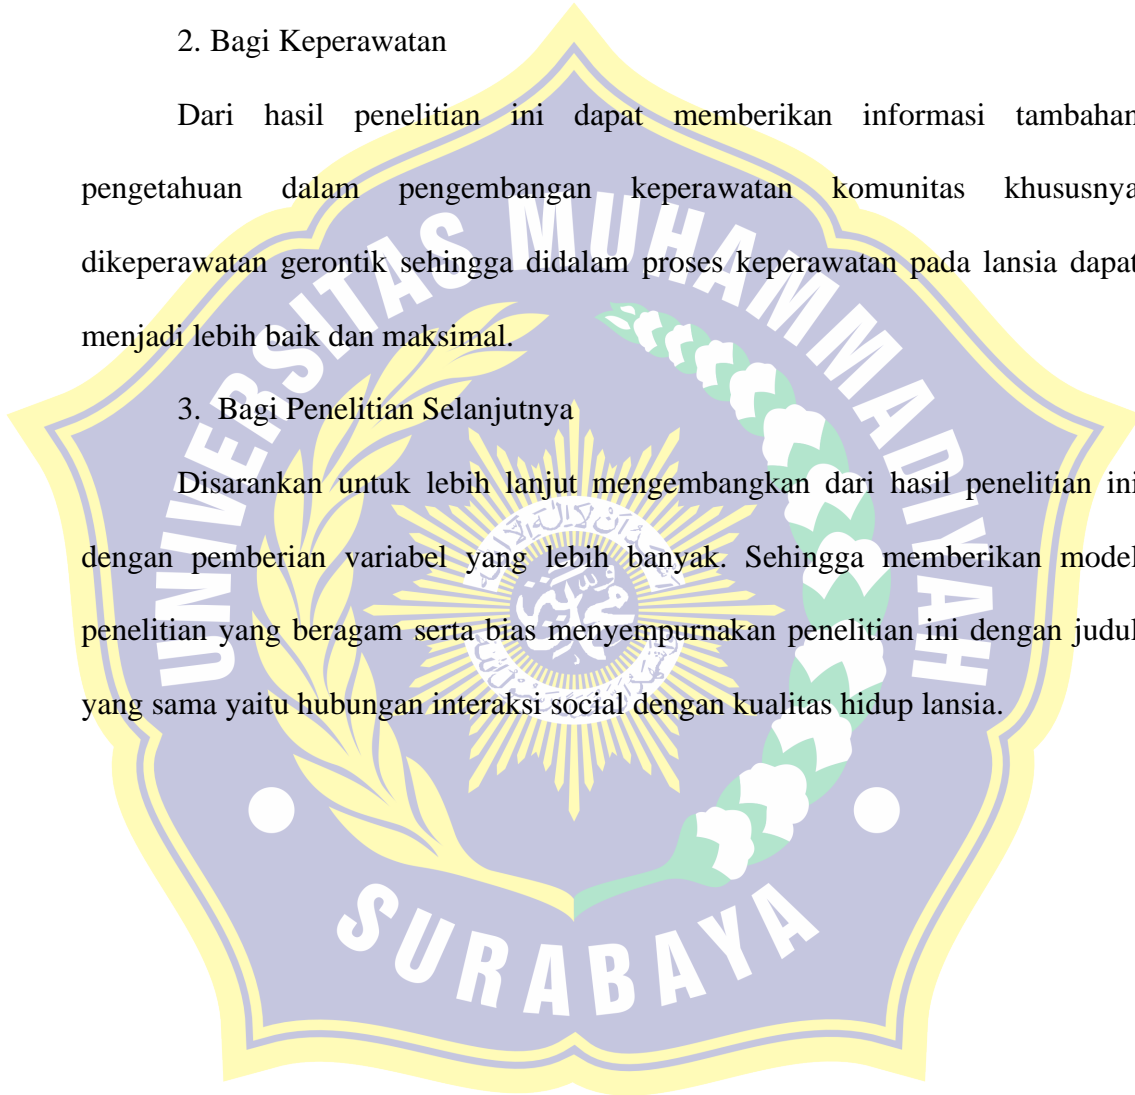 2. Bagi Keperawatan
Dari hasil penelitian ini dapat memberikan informasi tambahan
pengetahuan dalam pengembangan keperawatan komunitas khususnya
dikeperawatan gerontik sehingga didalam proses keperawatan pada lansia dapat
menjadi lebih baik dan maksimal.
3. Bagi Penelitian Selanjutnya
Disarankan untuk lebih lanjut mengembangkan dari hasil penelitian ini
dengan pemberian variabel yang lebih banyak. Sehingga memberikan model
penelitian yang beragam serta bias menyempurnakan penelitian ini dengan judul
yang sama yaitu hubungan interaksi social dengan kualitas hidup lansia.
UNIVERSITAS MUHAMMADIYAH
SURABAYA